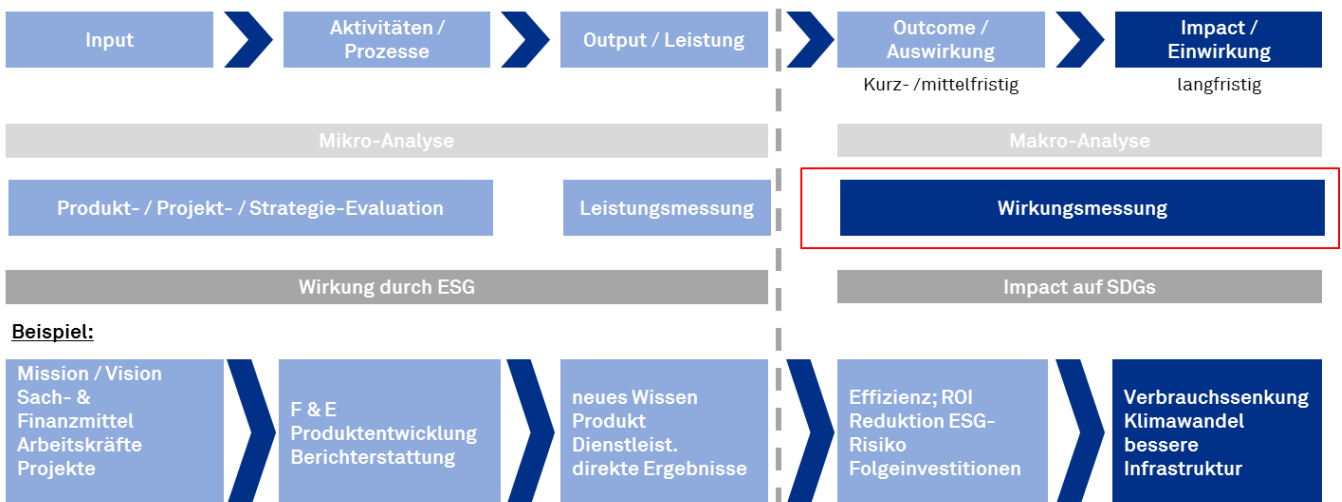 Input
Aktivitäten /
Prozesse
Output / Leistung
Outcome /
Auswirkung
Impact /
Einwirkung
Kurz- /mittelfristig
langfristig
Mikro-Analyse
Makro-Analyse
Produkt- / Projekt- / Strategie-Evaluation
Leistungsmessung
Wirkungsmessung
Wirkung durch ESG
Impact auf SDGs
Beispiel:
Mission / Vision
Sach- &
Finanzmittel
Arbeitskräfte
Projekte
F & E
Produktentwicklung
Berichterstattung
neues Wissen
Produkt
Dienstleist.
direkte Ergebnisse
Effizienz; ROI
Reduktion ESG-
Risiko
Folgeinvestitionen
Verbrauchssenkung
Klimawandel
bessere
Infrastruktur